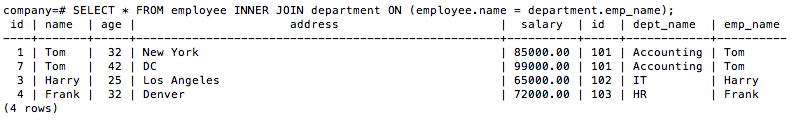 company=# SELECT * FROM employee INNER JOIN department ON (employee.name = department.emp_name);
 id | name  | age |                      address                       |  salary  | id  | dept_name  | emp_name
----+-------+-----+----------------------------------------------------+----------+-----+------------+----------
  1 | Tom   |  32 | New York                                           | 85000.00 | 101 | Accounting | Tom
  7 | Tom   |  42 | DC                                                 | 99000.00 | 101 | Accounting | Tom
  3 | Harry |  25 | Los Angeles                                        | 65000.00 | 102 | IT         | Harry
  4 | Frank |  32 | Denver                                             | 72000.00 | 103 | HR         | Frank
(4 rows)